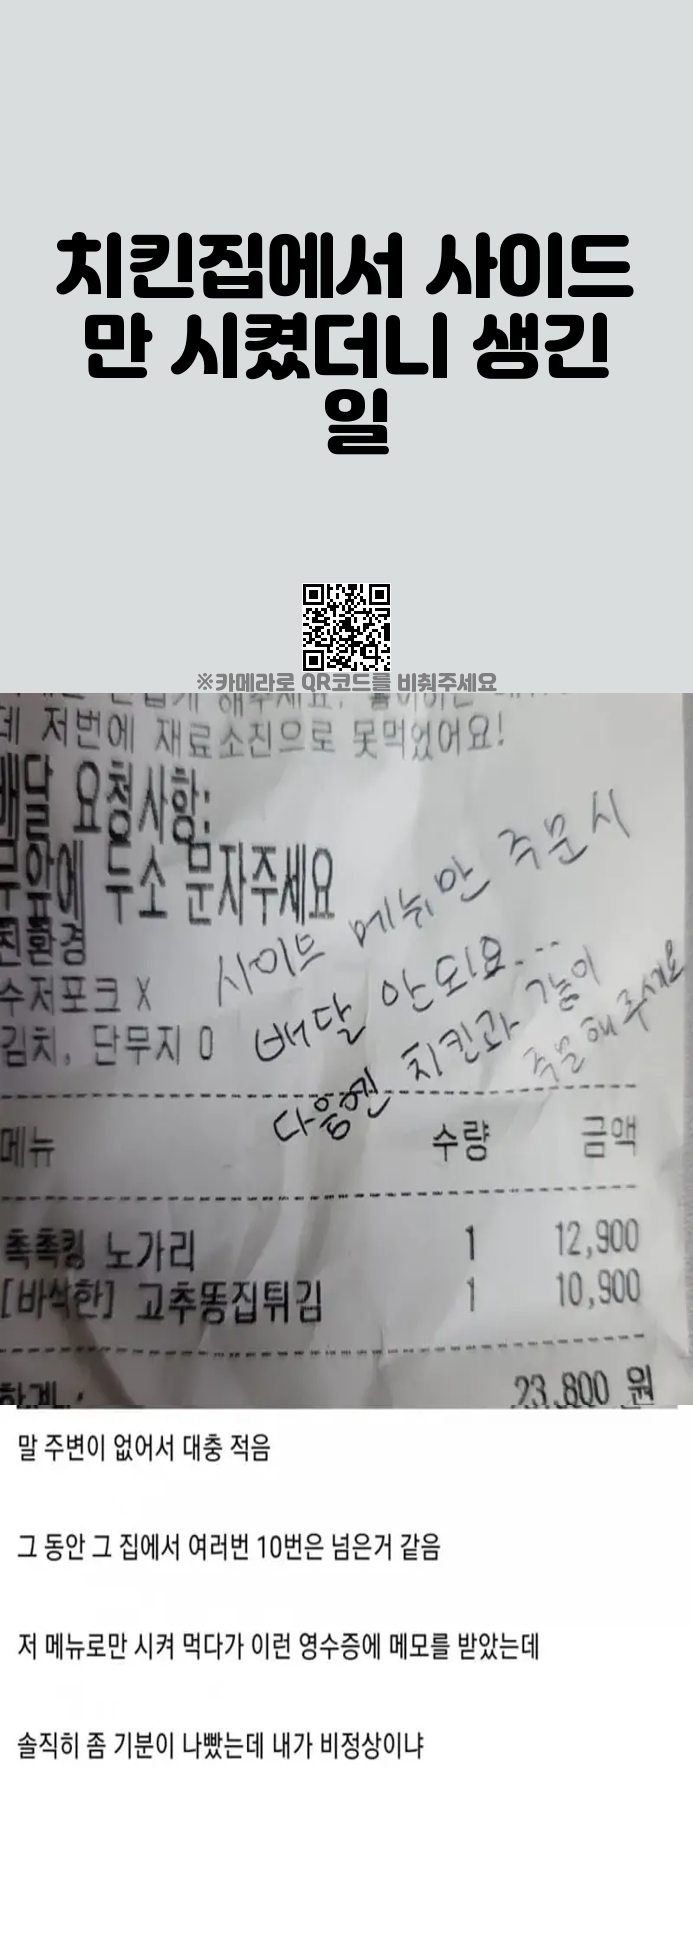 치킨집에서 사이드
만 시켰더니 생긴
일
※카메라로 QR코드를 비춰주세요
해주세요!
데 저번에 재료소진으로 못먹었어요!
배달 요청사항:
문앞에 두소 문자주세요
친환경
수저포크 X
김치, 단무지 O
사이드 메뉴만 주문시
배달 안되요...
다음엔 치킨과 같이
주문해주세요
메뉴 수량 금액
촉촉킹 노가리 1 12,900
[바삭한] 고추똥집튀김 1 10,900
합계 : 23,800 원
말 주변이 없어서 대충 적음
그 동안 그 집에서 여러번 10번은 넘은거 같음
저 메뉴로만 시켜 먹다가 이런 영수증에 메모를 받았는데
솔직히 좀 기분이 나빴는데 내가 비정상이냐